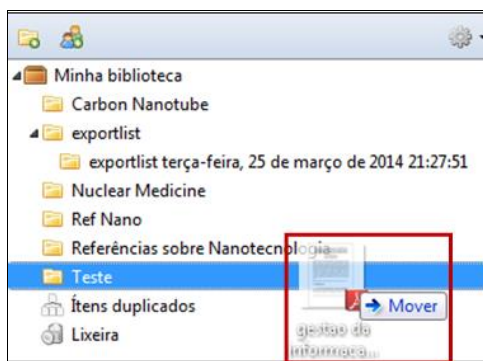 Minha biblioteca
Carbon Nanotube
exportlist
exportlist terça-feira, 25 de março de 2014 21:27:51
Nuclear Medicine
Ref Nano
Referências sobre Nanotecnologia
Teste
Ítens duplicados
Lixeira
Mover
gestao da
informaca...